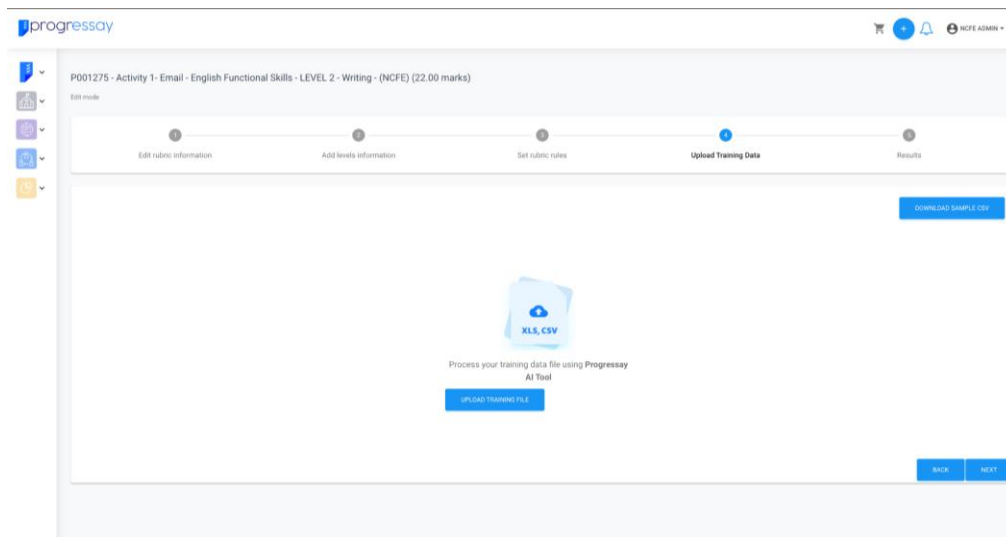 progressay
NCFE ADMIN
P001275 - Activity 1- Email - English Functional Skills - LEVEL 2 - Writing - (NCFE) (22.00 marks)
Edit mode
1
2
3
4
5
Edit rubric information
Add levels information
Set rubric rules
Upload Training Data
Results
DOWNLOAD SAMPLE CSV
XLS, CSV
Process your training data file using Progressay
AI Tool
UPLOAD TRAINING FILE
BACK
NEXT